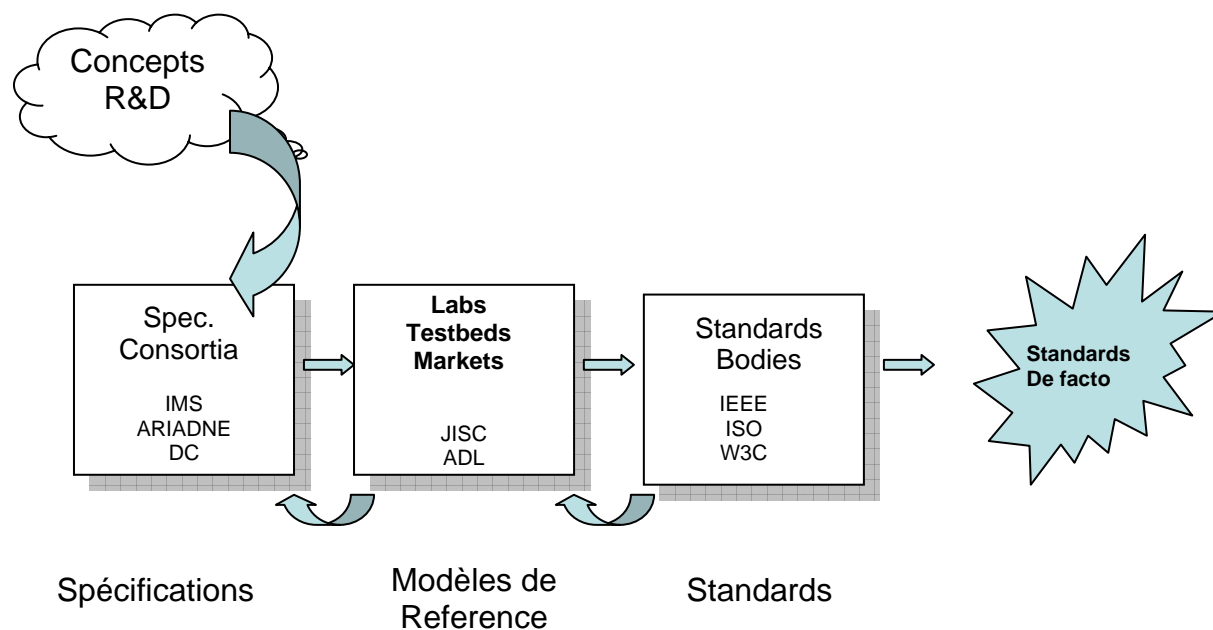 Concepts
R&D
Spec.
Consortia
IMS
ARIADNE
DC
Labs
Testbeds
Markets
JISC
ADL
Standards
Bodies
IEEE
ISO
W3C
Standards
De facto
Spécifications
Modèles de
Reference
Standards